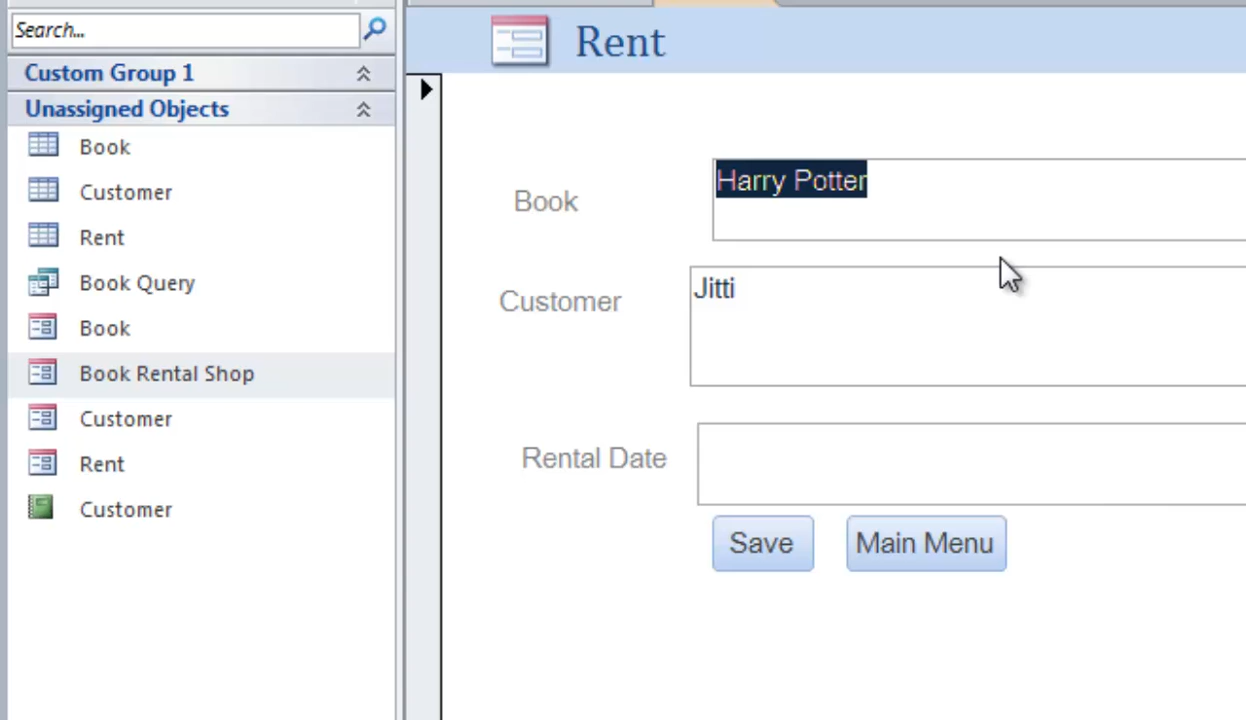 Search...
Custom Group 1
Unassigned Objects
Book
Customer
Rent
Book Query
Book
Book Rental Shop
Customer
Rent
Customer
Rent
Book
Harry Potter
Customer
Jitti
Rental Date
Save
Main Menu